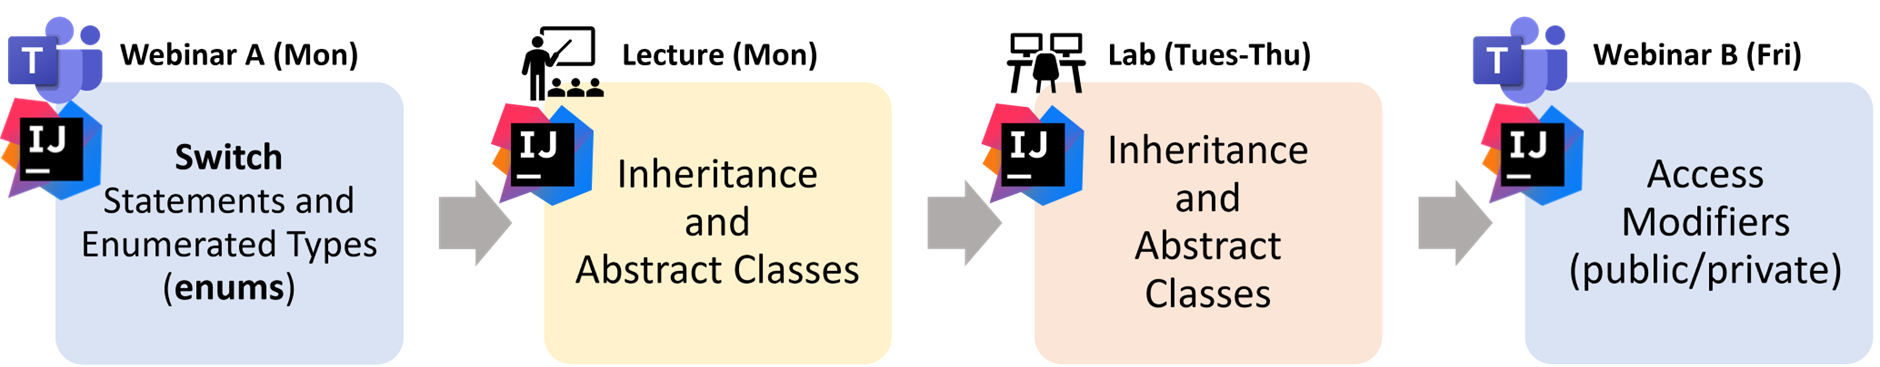 T
Webinar A (Mon)
IJ
Switch
Statements and
Enumerated Types
(enums)
Lecture (Mon)
IJ
Inheritance
and
Abstract Classes
Lab (Tues-Thu)
IJ
Inheritance
and
Abstract
Classes
T
Webinar B (Fri)
IJ
Access
Modifiers
(public/private)